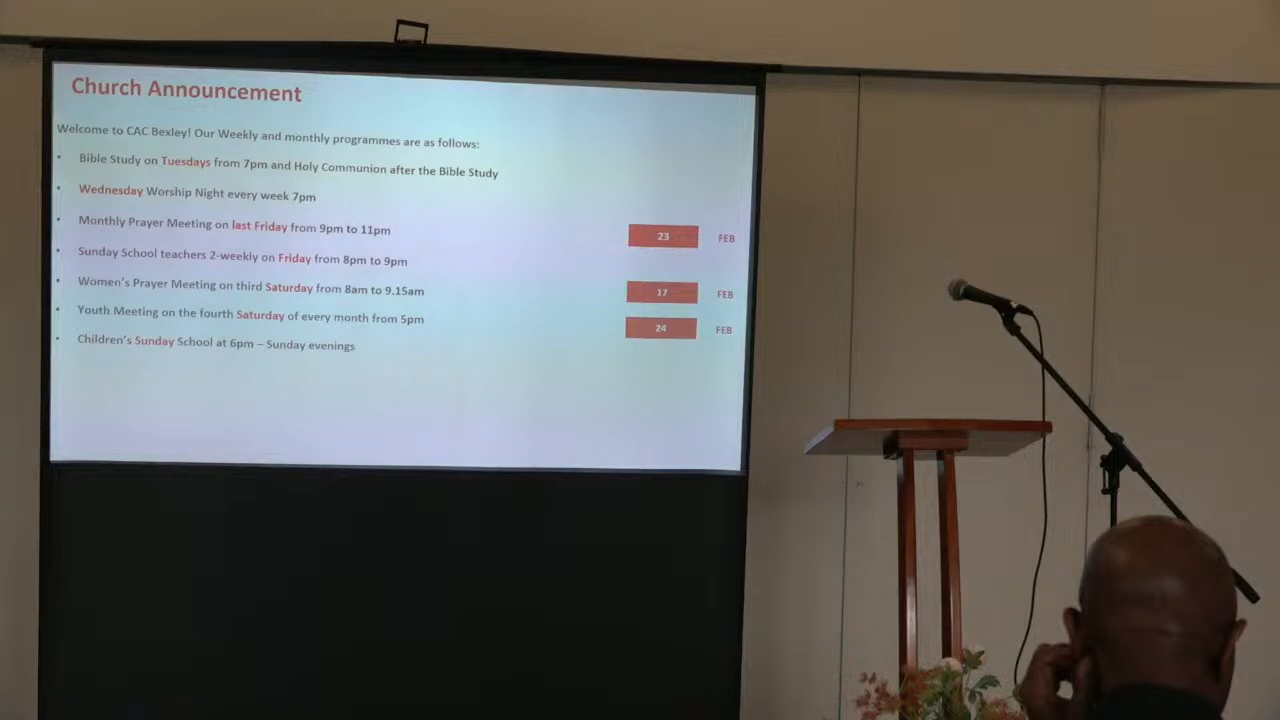 Church Announcement
Welcome to CAC Bexley! Our Weekly and monthly programmes are as follows:
• Bible Study on Tuesdays from 7pm and Holy Communion after the Bible Study
• Wednesday Worship Night every week 7pm
• Monthly Prayer Meeting on last Friday from 9pm to 11pm 23 FEB
• Sunday School teachers 2-weekly on Friday from 8pm to 9pm
• Women's Prayer Meeting on third Saturday from 8am to 9.15am 17 FEB
• Youth Meeting on the fourth Saturday of every month from 5pm 24 FEB
• Children's Sunday School at 6pm – Sunday evenings